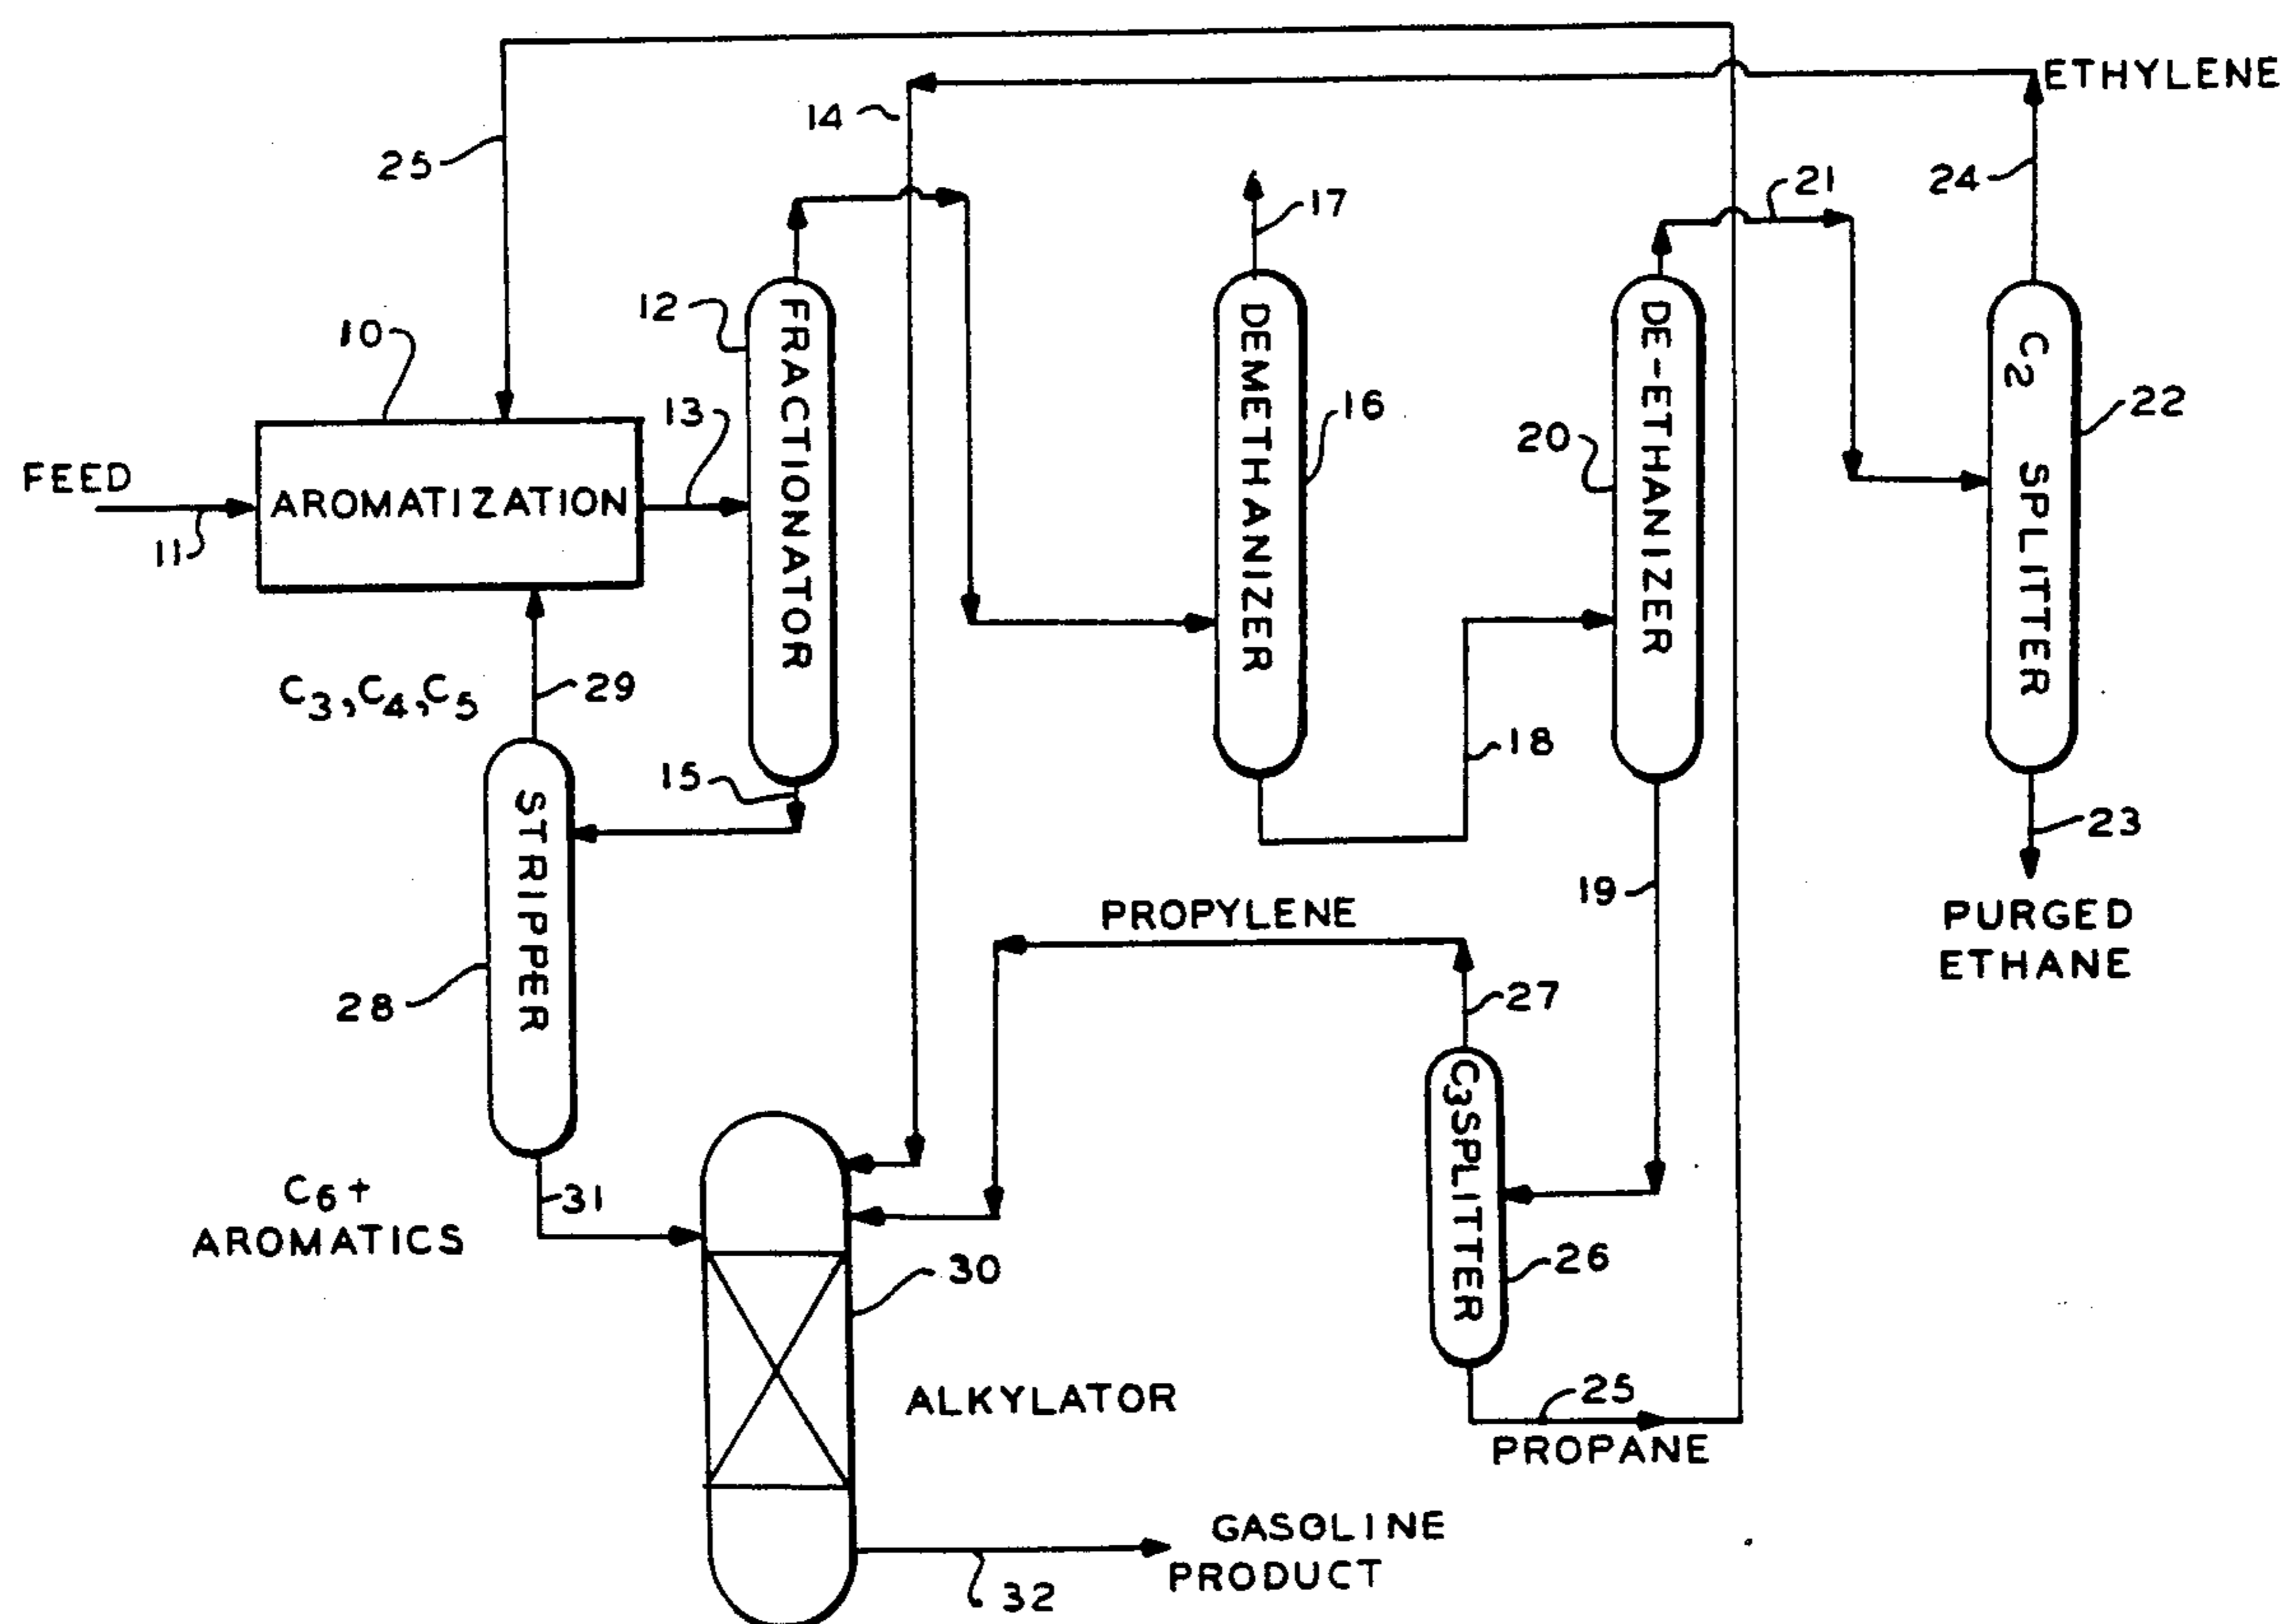 ETHYLENE
14
25
24
21
17
12
10
FRACTIONATOR
DEMETHANIZER
DE-ETHANIZER
C2 SPLITTER
13
16
20
22
FEED
AROMATIZATION
11
C3,C4,C5
29
15
18
19
23
PURGED
ETHANE
STRIPPER
28
PROPYLENE
27
C3SPLITTER
26
C6+
AROMATICS
31
30
ALKYLATOR
25
PROPANE
GASOLINE
PRODUCT
32